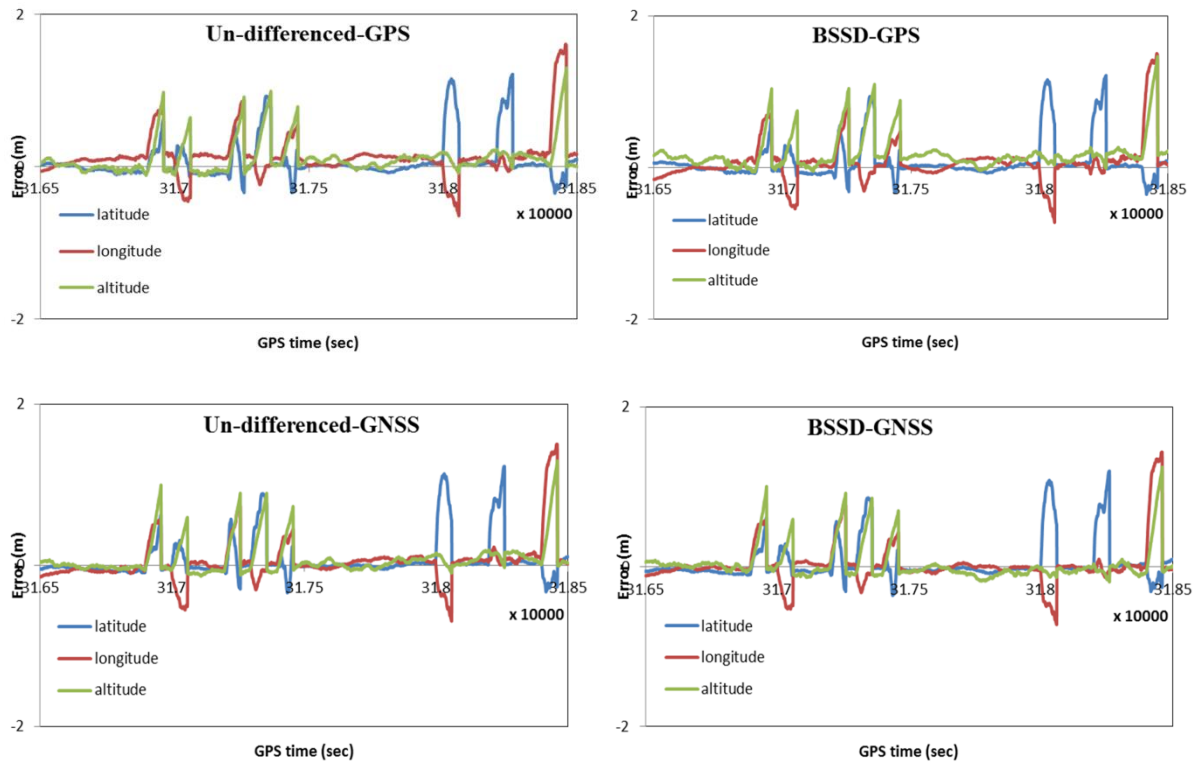 2
Un-differenced-GPS
Error (m)
0
31.65
31.7
31.75
31.8
31.85
x 10000
latitude
longitude
altitude
-2
GPS time (sec)
2
BSSD-GPS
Error (m)
0
31.65
31.7
31.75
31.8
31.85
x 10000
latitude
longitude
altitude
-2
GPS time (sec)
2
Un-differenced-GNSS
Error (m)
0
31.65
31.7
31.75
31.8
31.85
x 10000
latitude
longitude
altitude
-2
GPS time (sec)
2
BSSD-GNSS
Error (m)
0
31.65
31.7
31.75
31.8
31.85
x 10000
latitude
longitude
altitude
-2
GPS time (sec)